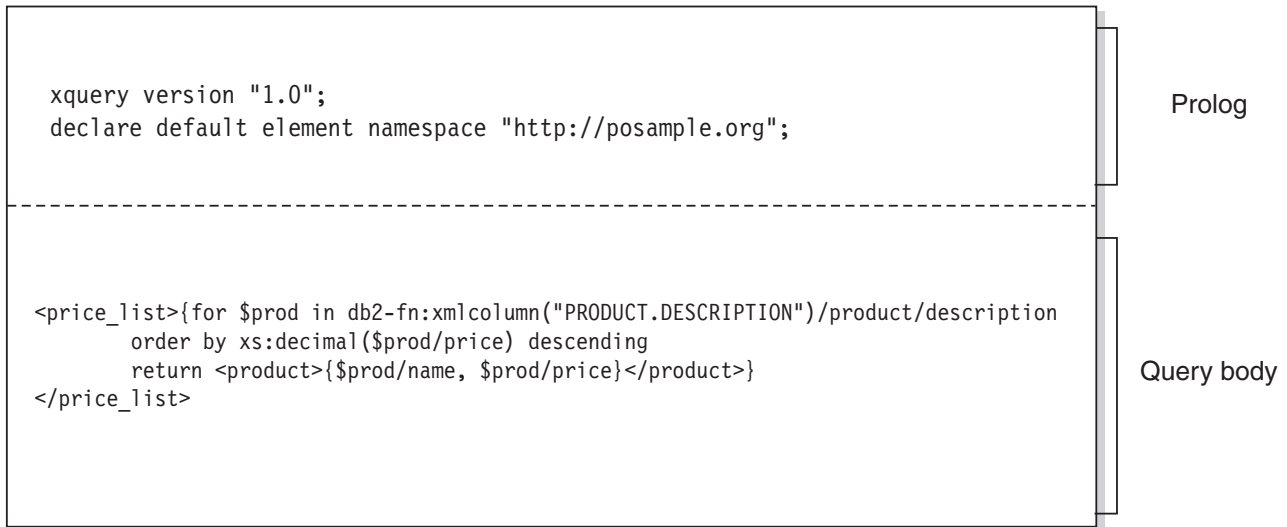 xquery version "1.0";
declare default element namespace "http://posample.org";
Prolog
<price_list>{for $prod in db2-fn:xmlcolumn("PRODUCT.DESCRIPTION")/product/description
order by xs:decimal($prod/price) descending
return <product>{$prod/name, $prod/price}</product>}
</price_list>
Query body